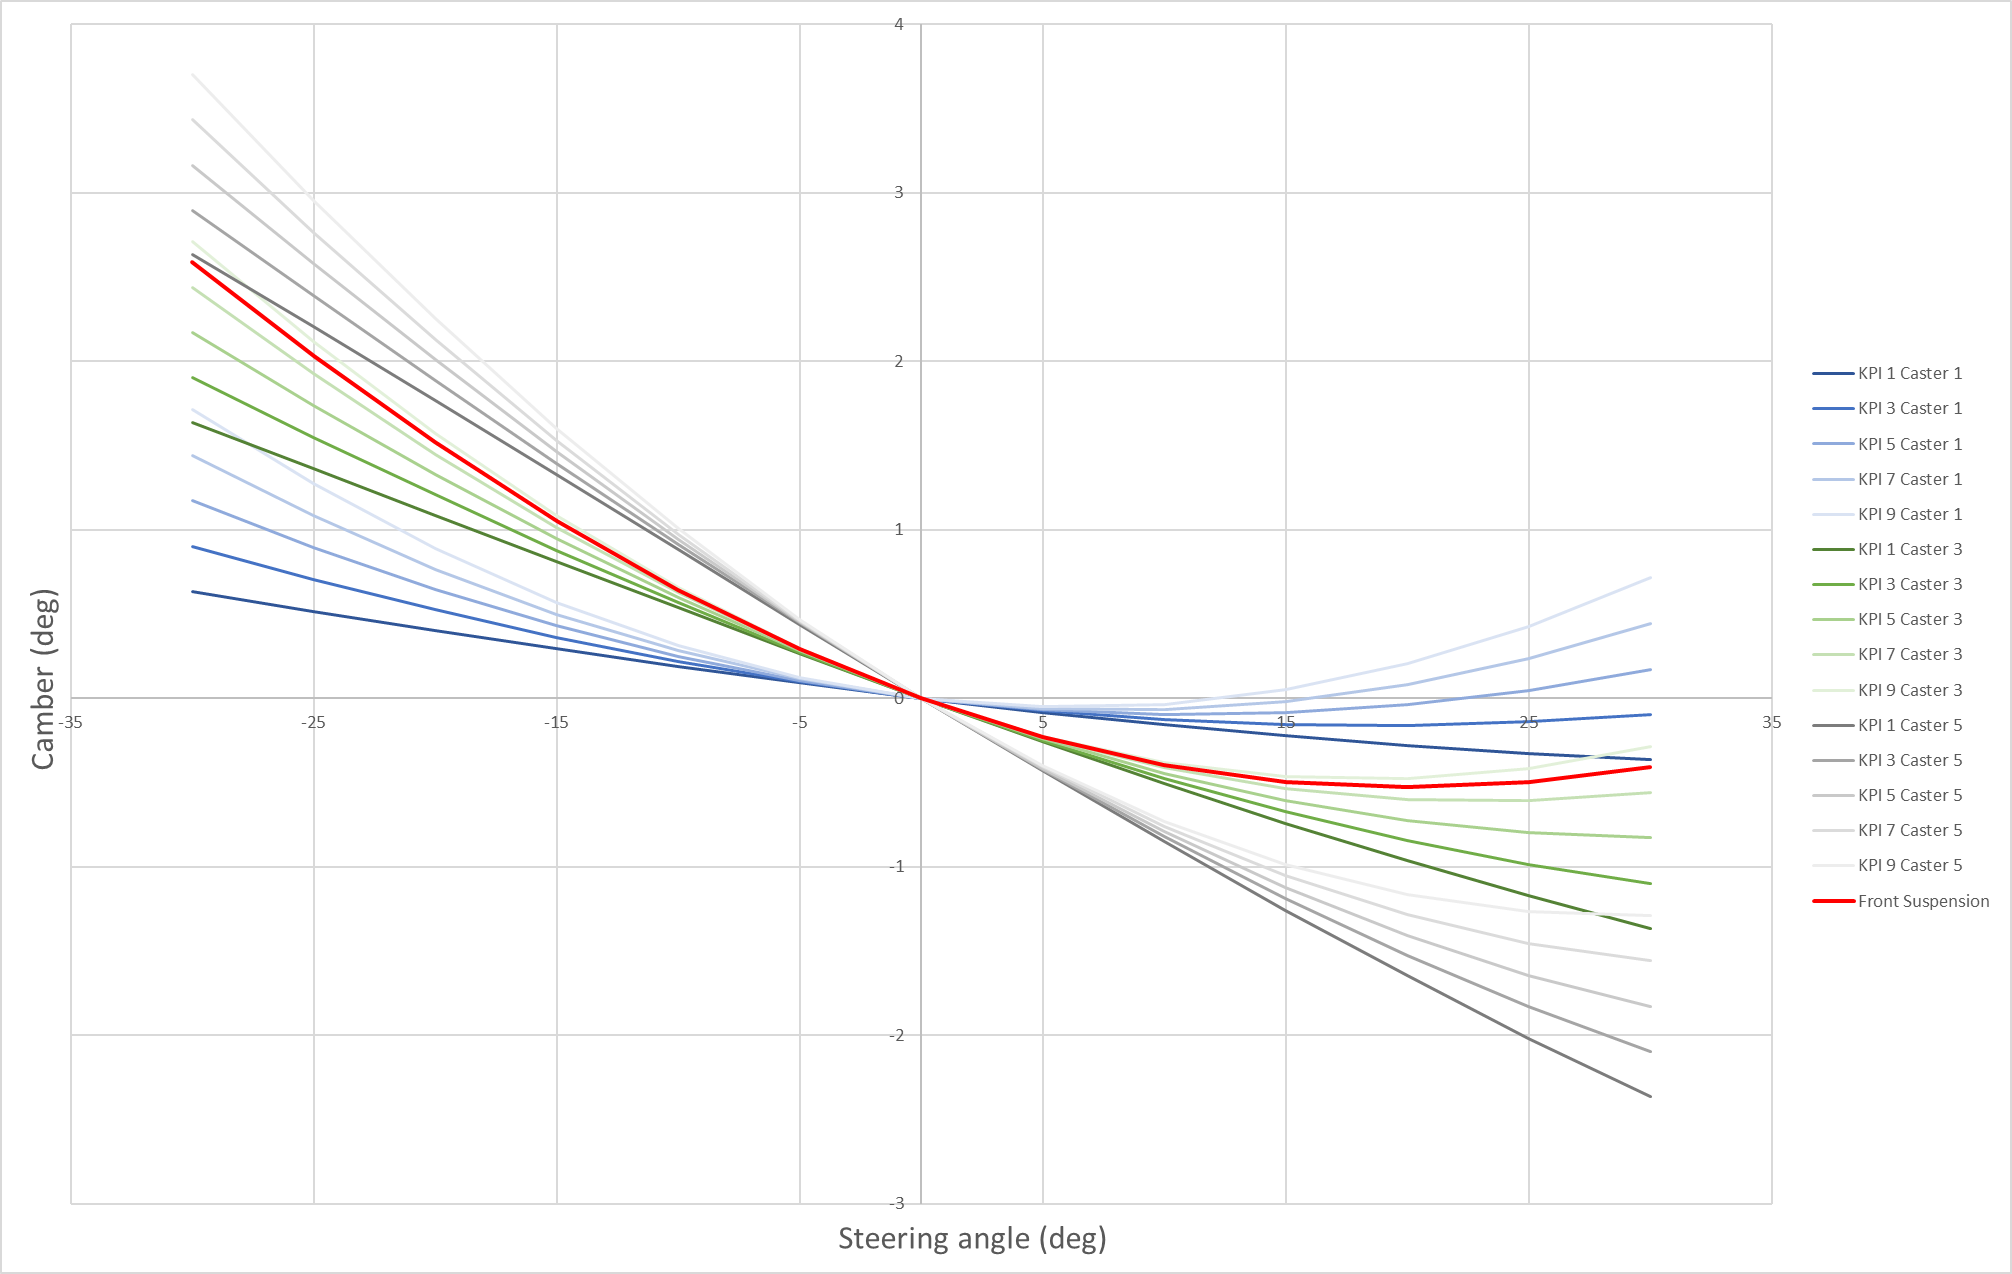 4
3
2
1
0
-1
-2
-3
-35
-25
-15
-5
5
15
25
35
Camber (deg)
Steering angle (deg)
KPI 1 Caster 1
KPI 3 Caster 1
KPI 5 Caster 1
KPI 7 Caster 1
KPI 9 Caster 1
KPI 1 Caster 3
KPI 3 Caster 3
KPI 5 Caster 3
KPI 7 Caster 3
KPI 9 Caster 3
KPI 1 Caster 5
KPI 3 Caster 5
KPI 5 Caster 5
KPI 7 Caster 5
KPI 9 Caster 5
Front Suspension